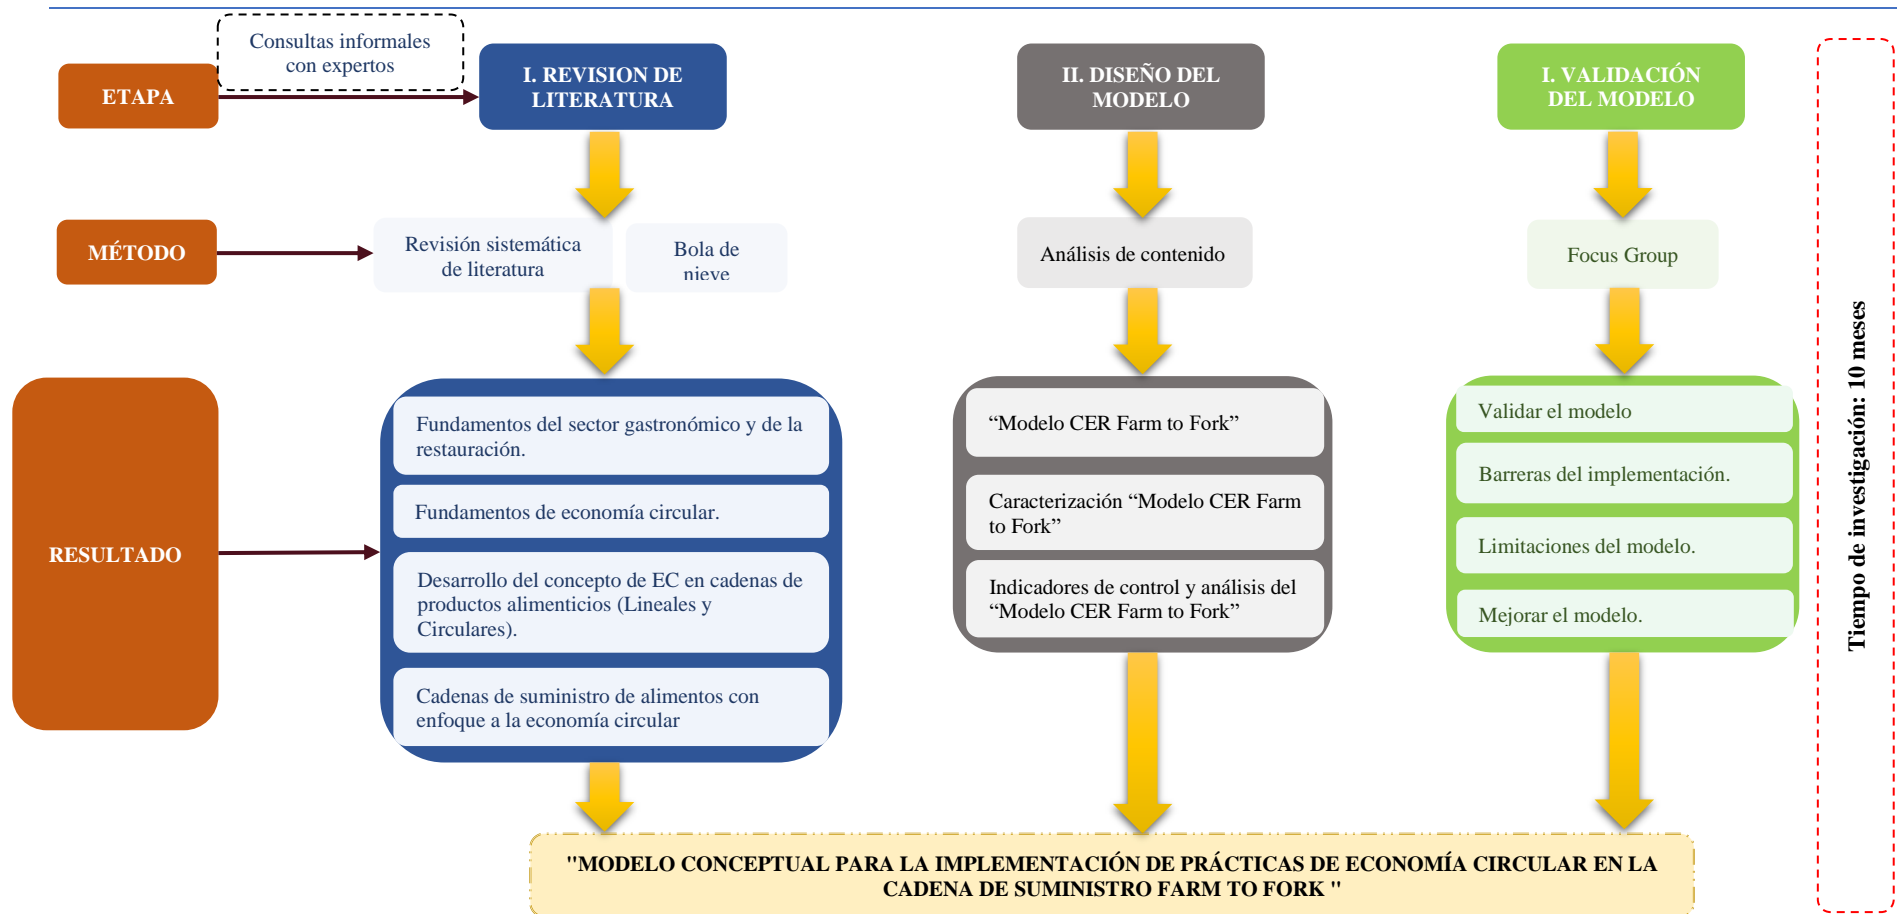 Consultas informales
con expertos
ETAPA
I. REVISION DE
LITERATURA
II. DISEÑO DEL
MODELO
I. VALIDACIÓN
DEL MODELO
MÉTODO
Revisión sistemática
de literatura
Bola de
nieve
Análisis de contenido
Focus Group
RESULTADO
Fundamentos del sector gastronómico y de la
restauración.
Fundamentos de economía circular.
Desarrollo del concepto de EC en cadenas de
productos alimenticios (Lineales y
Circulares).
Cadenas de suministro de alimentos con
enfoque a la economía circular
“Modelo CER Farm to Fork”
Caracterización “Modelo CER Farm
to Fork”
Indicadores de control y análisis del
“Modelo CER Farm to Fork”
Validar el modelo
Barreras del implementación.
Limitaciones del modelo.
Mejorar el modelo.
Tiempo de investigación: 10 meses
"MODELO CONCEPTUAL PARA LA IMPLEMENTACIÓN DE PRÁCTICAS DE ECONOMÍA CIRCULAR EN LA
CADENA DE SUMINISTRO FARM TO FORK "